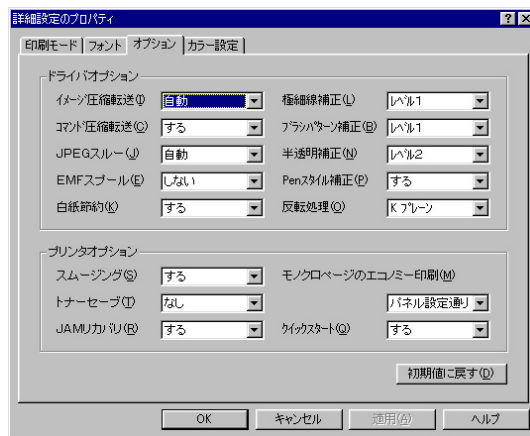 詳細設定のプロパティ
印刷モード フォント オプション カラー設定
ドライバオプション
イメージ圧縮転送(I 自動 極細線補正(L) レベル1
コマンド圧縮転送(C) する ブラシパターン補正(B) レベル1
JPEGスルー(J) 自動 半透明補正(N) レベル2
EMFスプール(E) しない Penスタイル補正(P) する
白紙節約(K) する 反転処理(O) K プレーン
プリンタオプション
スムージング(S) する モノクロページのエコノミー印刷(M)
トナーセーブ(T) なし パネル設定通り
JAMリカバリ(R) する クイックスタート(Q) する
初期値に戻す(D)
OK キャンセル 適用(A) ヘルプ